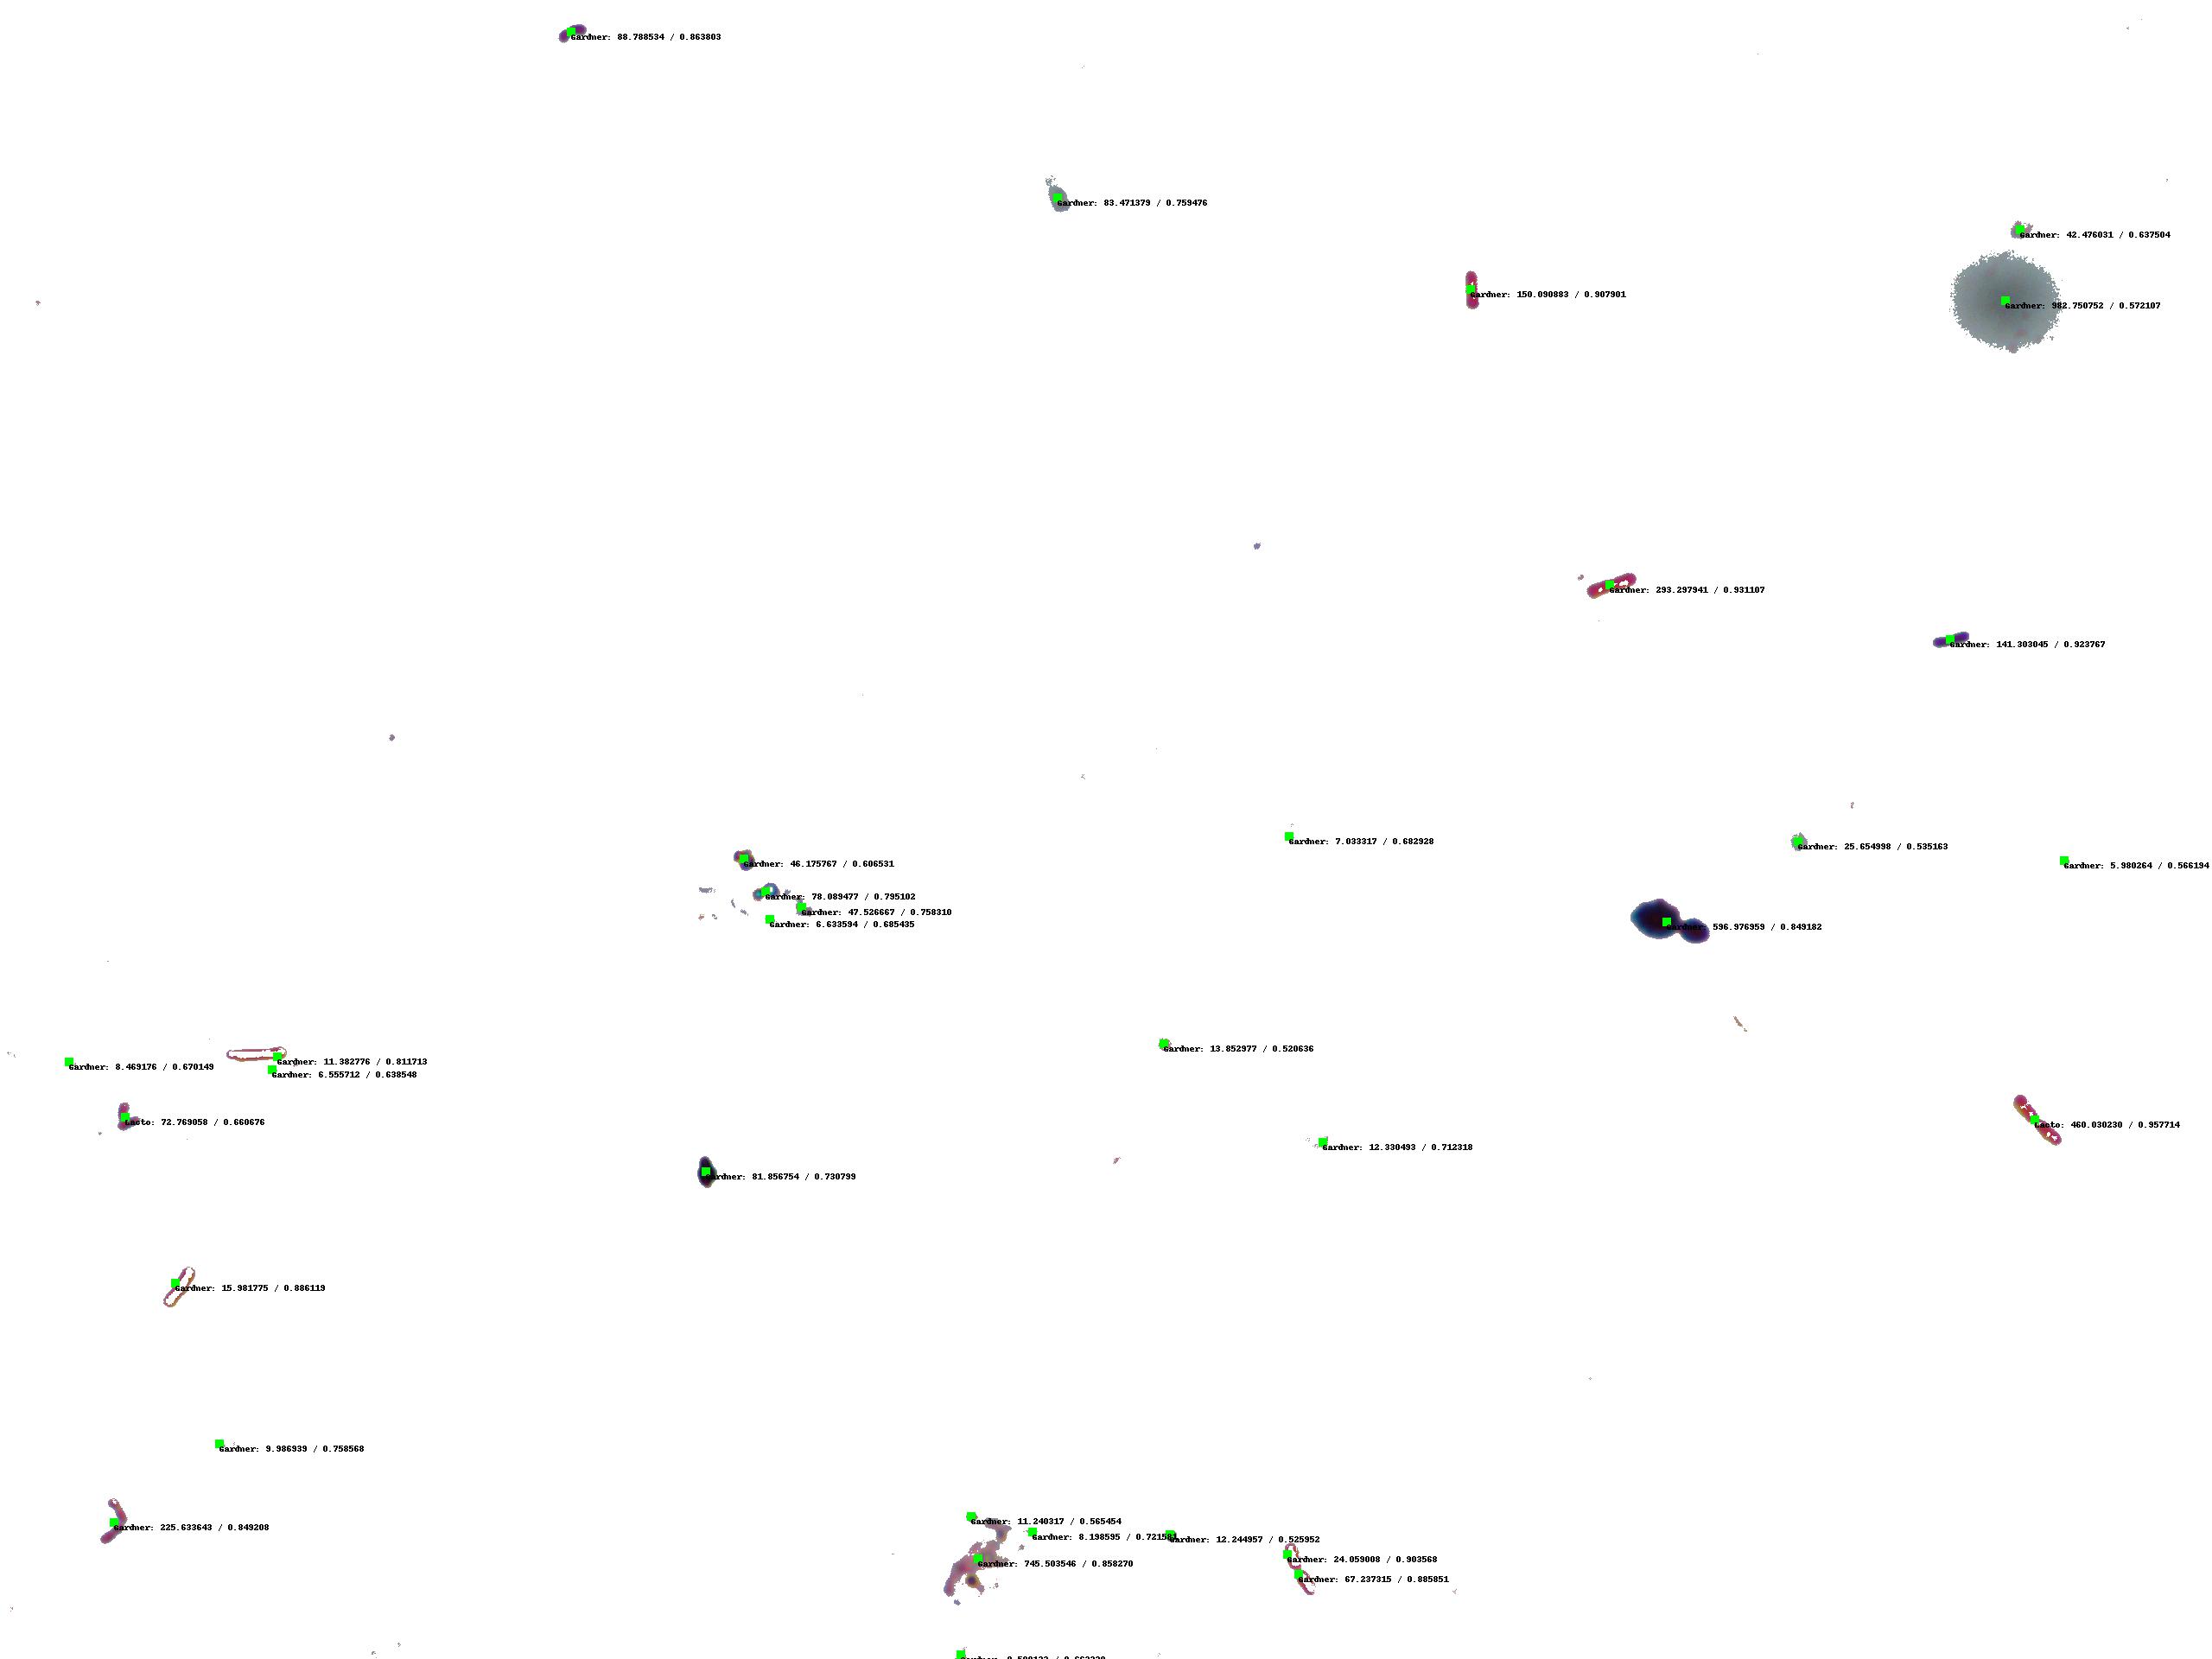 Gardner: 88.788534 / 0.863803
Gardner: 83.471379 / 0.759476
Gardner: 42.476031 / 0.637504
Gardner: 150.090883 / 0.907901
Gardner: 982.750752 / 0.572107
Gardner: 293.297941 / 0.931107
Gardner: 141.303045 / 0.923767
Gardner: 7.033317 / 0.682928
Gardner: 25.654998 / 0.535163
Gardner: 46.175767 / 0.606531
Gardner: 5.980264 / 0.566194
Gardner: 78.089477 / 0.795102
Gardner: 47.526667 / 0.758310
Gardner: 6.633594 / 0.685435
Gardner: 596.976959 / 0.849182
Gardner: 13.852977 / 0.520636
Gardner: 11.382776 / 0.811713
Gardner: 8.469176 / 0.670149
Gardner: 6.555712 / 0.638548
Lacto: 72.769058 / 0.660676
Lacto: 460.030230 / 0.957714
Gardner: 12.330493 / 0.712318
Gardner: 81.856754 / 0.730799
Gardner: 15.981775 / 0.886119
Gardner: 9.986939 / 0.758568
Gardner: 11.240317 / 0.565454
Gardner: 225.633643 / 0.849208
Gardner: 8.198595 / 0.72158
Gardner: 12.244957 / 0.525952
Gardner: 745.503546 / 0.858270
Gardner: 24.059008 / 0.903568
Gardner: 67.237315 / 0.885851